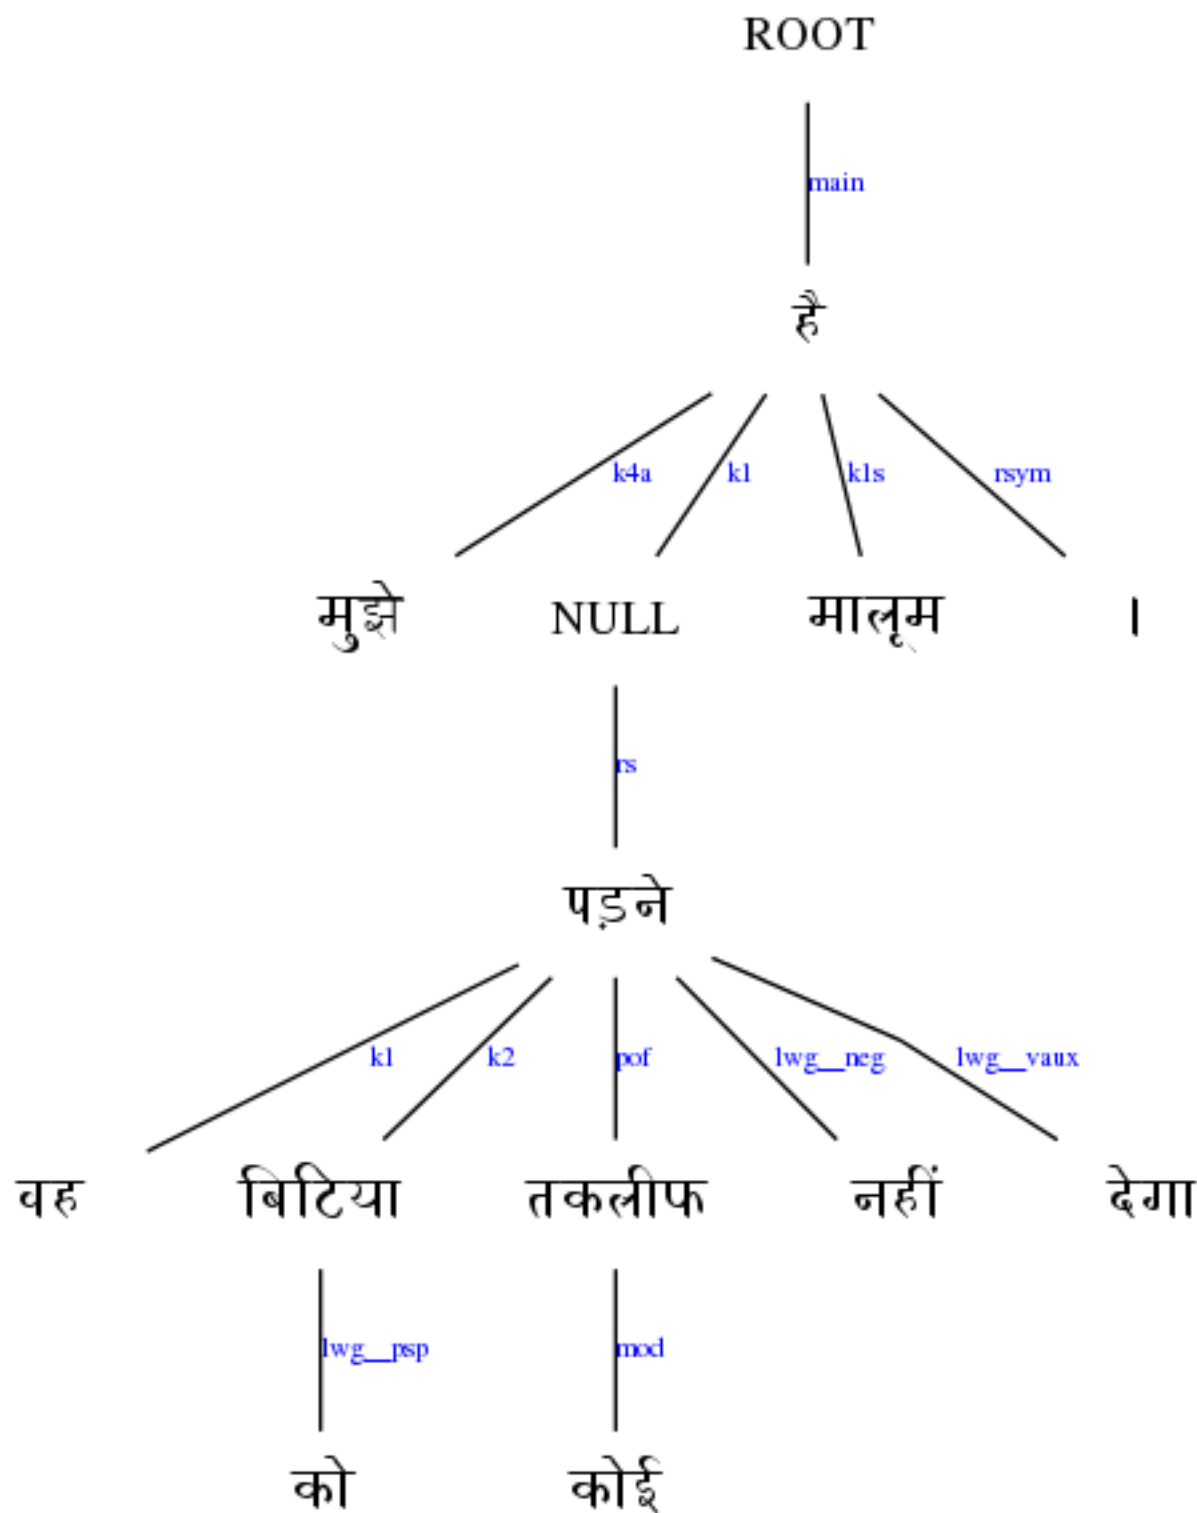 ROOT
main
है
k4a k1 k1s rsym
मुझे NULL मालूम ।
rs
पड़ने
k1 k2 pof lwg__neg lwg__vaux
वह बिटिया तकलीफ नहीं देगा
lwg__psp mod
को कोई